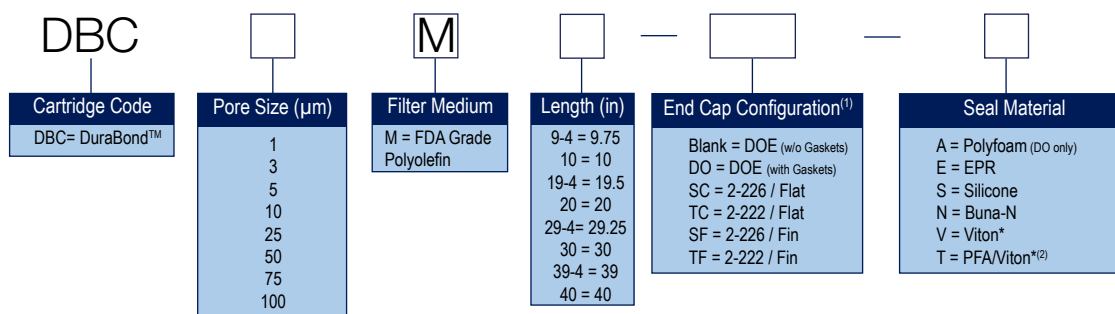 DBC M — —
Cartridge Code
DBC= DuraBond™
Pore Size (µm)
1
3
5
10
25
50
75
100
Filter Medium
M = FDA Grade
Polyolefin
Length (in)
9-4 = 9.75
10 = 10
19-4 = 19.5
20 = 20
29-4= 29.25
30 = 30
39-4 = 39
40 = 40
End Cap Configuration(1)
Blank = DOE (w/o Gaskets)
DO = DOE (with Gaskets)
SC = 2-226 / Flat
TC = 2-222 / Flat
SF = 2-226 / Fin
TF = 2-222 / Fin
Seal Material
A = Polyfoam (DO only)
E = EPR
S = Silicone
N = Buna-N
V = Viton*
T = PFA/Viton*(2)